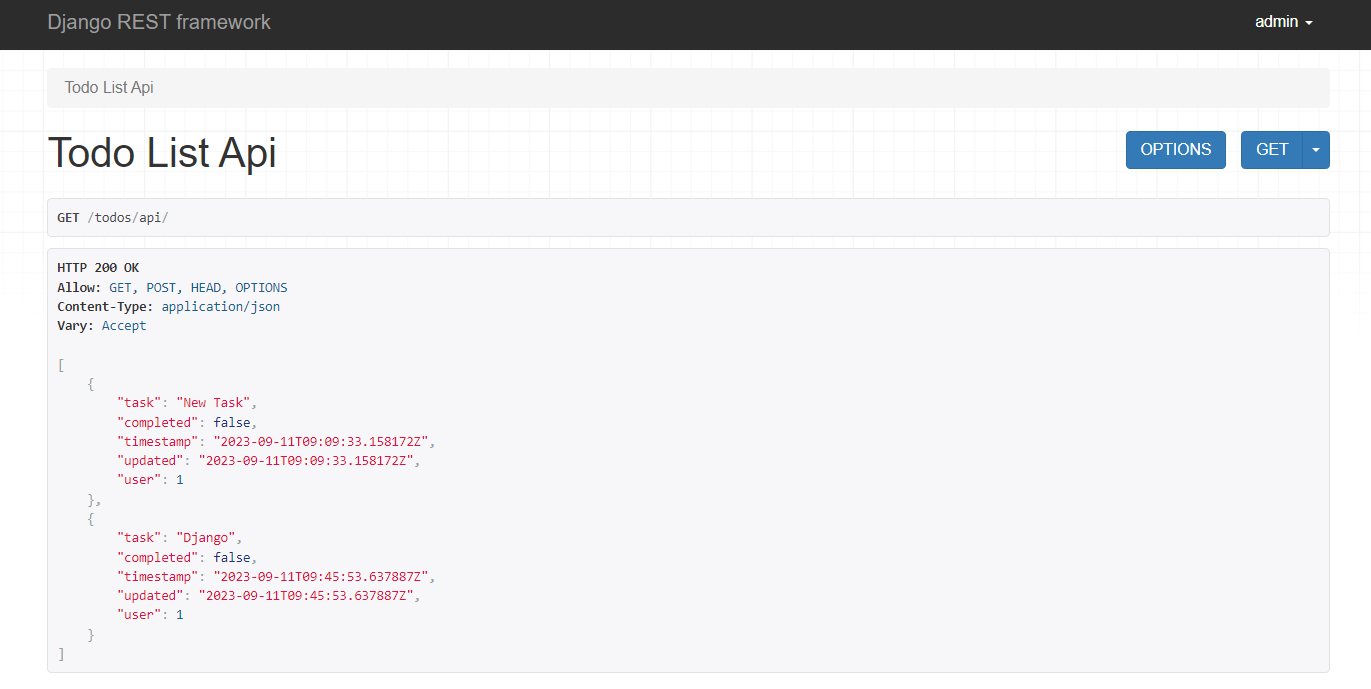 Django REST framework
admin
Todo List Api
Todo List Api
OPTIONS
GET
GET /todos/api/
HTTP 200 OK
Allow: GET, POST, HEAD, OPTIONS
Content-Type: application/json
Vary: Accept
[
    {
        "task": "New Task",
        "completed": false,
        "timestamp": "2023-09-11T09:09:33.158172Z",
        "updated": "2023-09-11T09:09:33.158172Z",
        "user": 1
    },
    {
        "task": "Django",
        "completed": false,
        "timestamp": "2023-09-11T09:45:53.637887Z",
        "updated": "2023-09-11T09:45:53.637887Z",
        "user": 1
    }
]